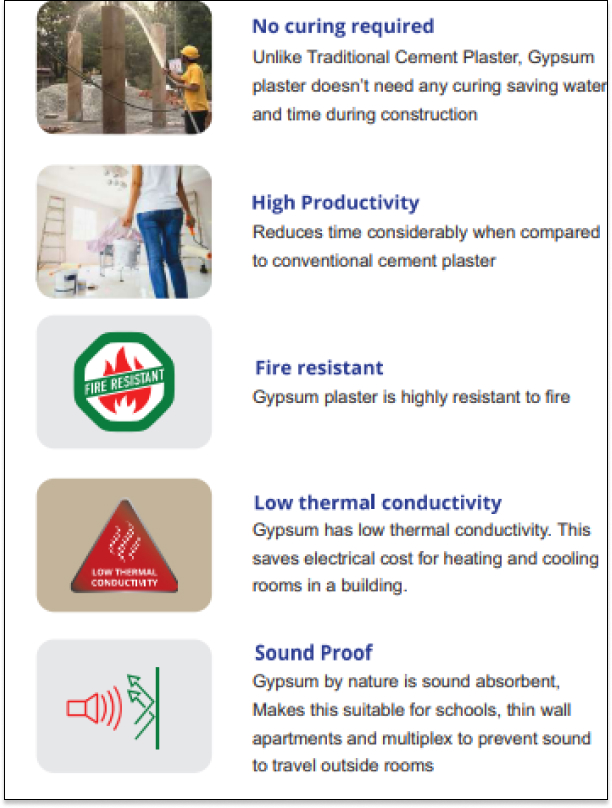 No curing required
Unlike Traditional Cement Plaster, Gypsum
plaster doesn't need any curing saving water
and time during construction
High Productivity
Reduces time considerably when compared
to conventional cement plaster
FIRE RESISTANT
Fire resistant
Gypsum plaster is highly resistant to fire
LOW THERMAL
CONDUCTIVITY
Low thermal conductivity
Gypsum has low thermal conductivity. This
saves electrical cost for heating and cooling
rooms in a building.
Sound Proof
Gypsum by nature is sound absorbent,
Makes this suitable for schools, thin wall
apartments and multiplex to prevent sound
to travel outside rooms